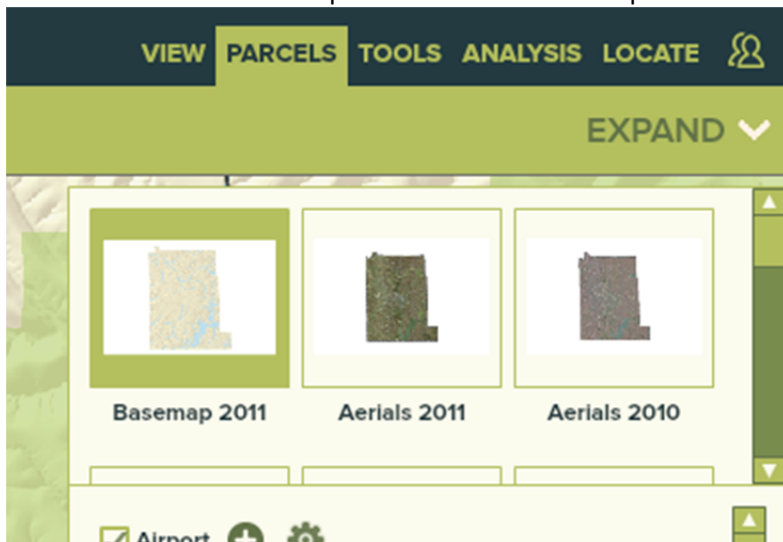 VIEW PARCELS TOOLS ANALYSIS LOCATE
EXPAND
Basemap 2011 Aerials 2011 Aerials 2010
Airport